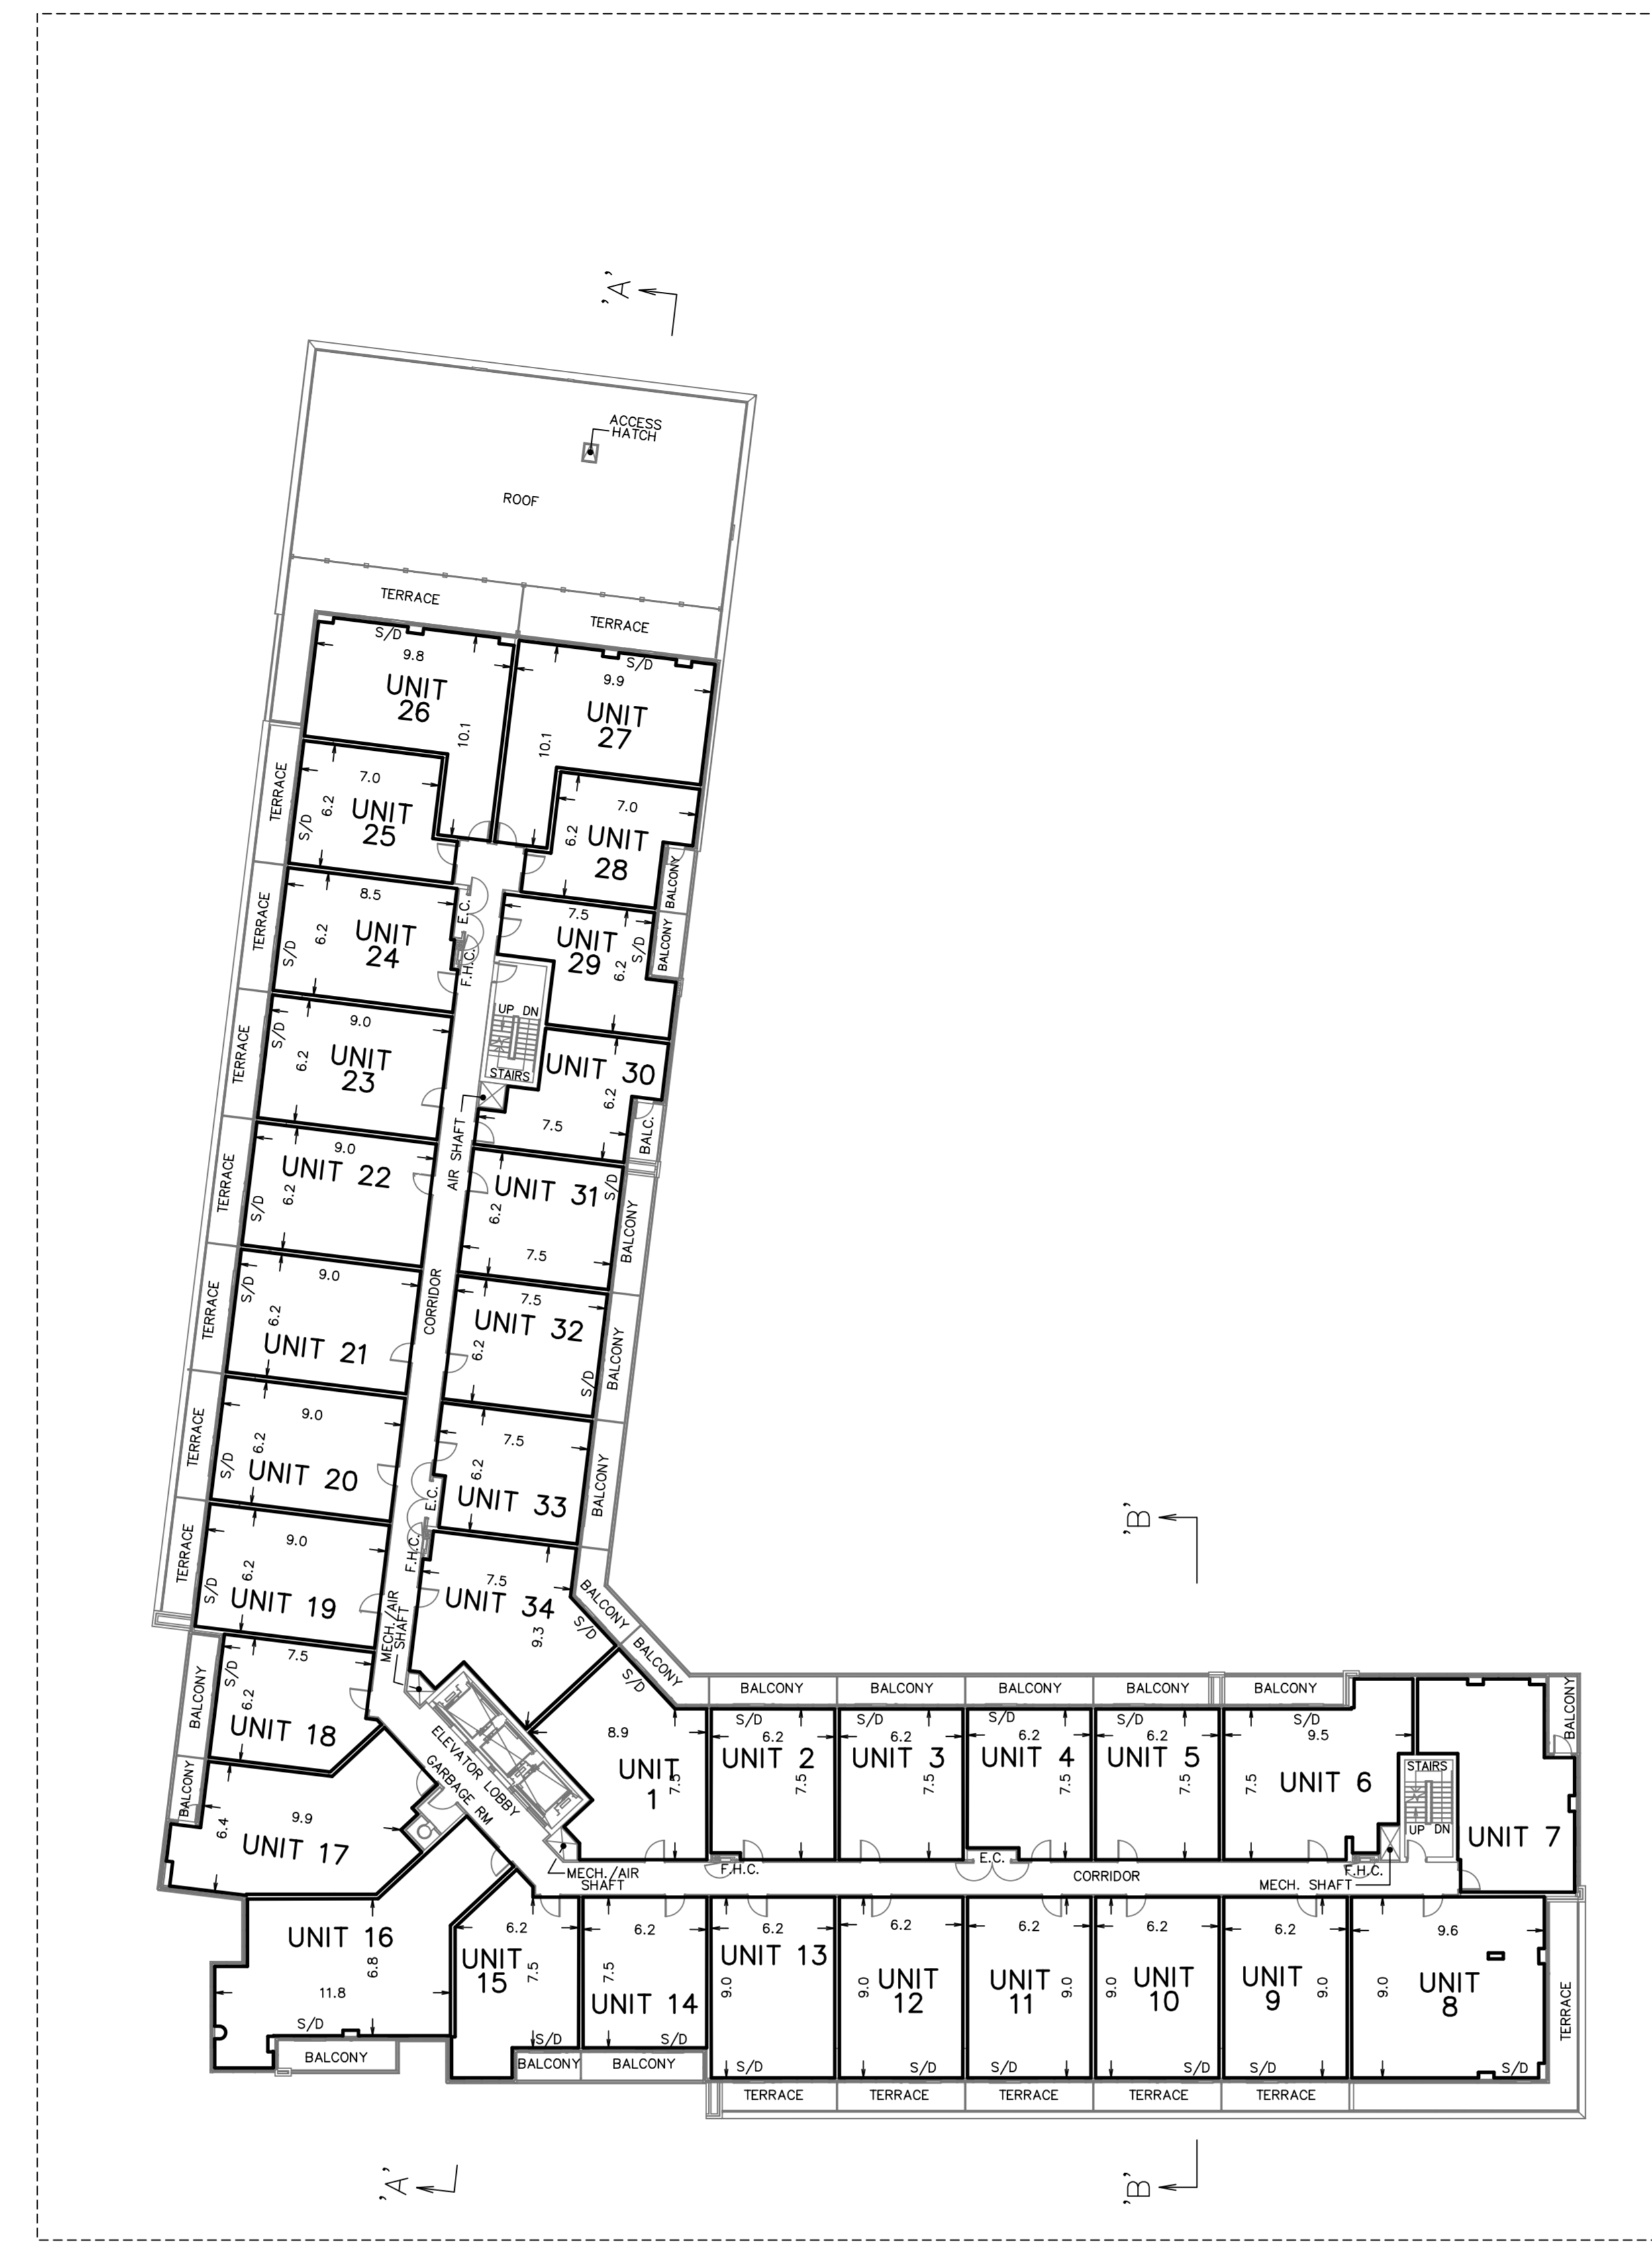 'A'
ACCESS
HATCH
ROOF
TERRACE
TERRACE
S/D
9.8
UNIT
26
10.1
S/D
9.9
UNIT
27
10.1
TERRACE
7.0
6.2
UNIT
25
S/D
7.0
6.2
UNIT
28
BALCONY
TERRACE
8.5
6.2
UNIT
24
S/D
E.C.
F.H.C.
7.5
UNIT
29
S/D
6.2
BALCONY
TERRACE
S/D
9.0
6.2
UNIT
23
UP DN
STAIRS
UNIT 30
6.2
7.5
BALC.
TERRACE
9.0
UNIT 22
6.2
S/D
AIR SHAFT
UNIT 31
S/D
6.2
7.5
BALCONY
TERRACE
S/D
9.0
6.2
UNIT 21
CORRIDOR
7.5
UNIT 32
6.2
S/D
BALCONY
TERRACE
9.0
6.2
S/D
UNIT 20
7.5
6.2
UNIT 33
BALCONY
E.C.
F.H.C.
TERRACE
9.0
6.2
S/D
UNIT 19
MECH./AIR
SHAFT
7.5
UNIT 34
9.3
S/D
BALCONY
BALCONY
'B'
BALCONY
S/D
7.5
6.2
UNIT 18
ELEVATOR LOBBY
GARBAGE RM
BALCONY
6.4
9.9
UNIT 17
S/D
8.9
UNIT
1
7.5
MECH./AIR
SHAFT
BALCONY
S/D
6.2
UNIT 2
7.5
F.H.C.
BALCONY
S/D
6.2
UNIT 3
7.5
BALCONY
S/D
6.2
UNIT 4
7.5
E.C.
BALCONY
S/D
6.2
UNIT 5
7.5
CORRIDOR
BALCONY
S/D
9.5
7.5
UNIT 6
F.H.C.
MECH. SHAFT
STAIRS
UP DN
UNIT 7
BALCONY
UNIT 16
6.8
11.8
S/D
BALCONY
6.2
UNIT
15
7.5
S/D
BALCONY
6.2
7.5
UNIT 14
S/D
BALCONY
6.2
UNIT 13
9.0
S/D
TERRACE
6.2
9.0
UNIT
12
S/D
TERRACE
6.2
UNIT
11
9.0
S/D
TERRACE
6.2
9.0
UNIT
10
S/D
TERRACE
6.2
UNIT
9
9.0
S/D
TERRACE
9.6
9.0
UNIT
8
S/D
TERRACE
'A'
'B'